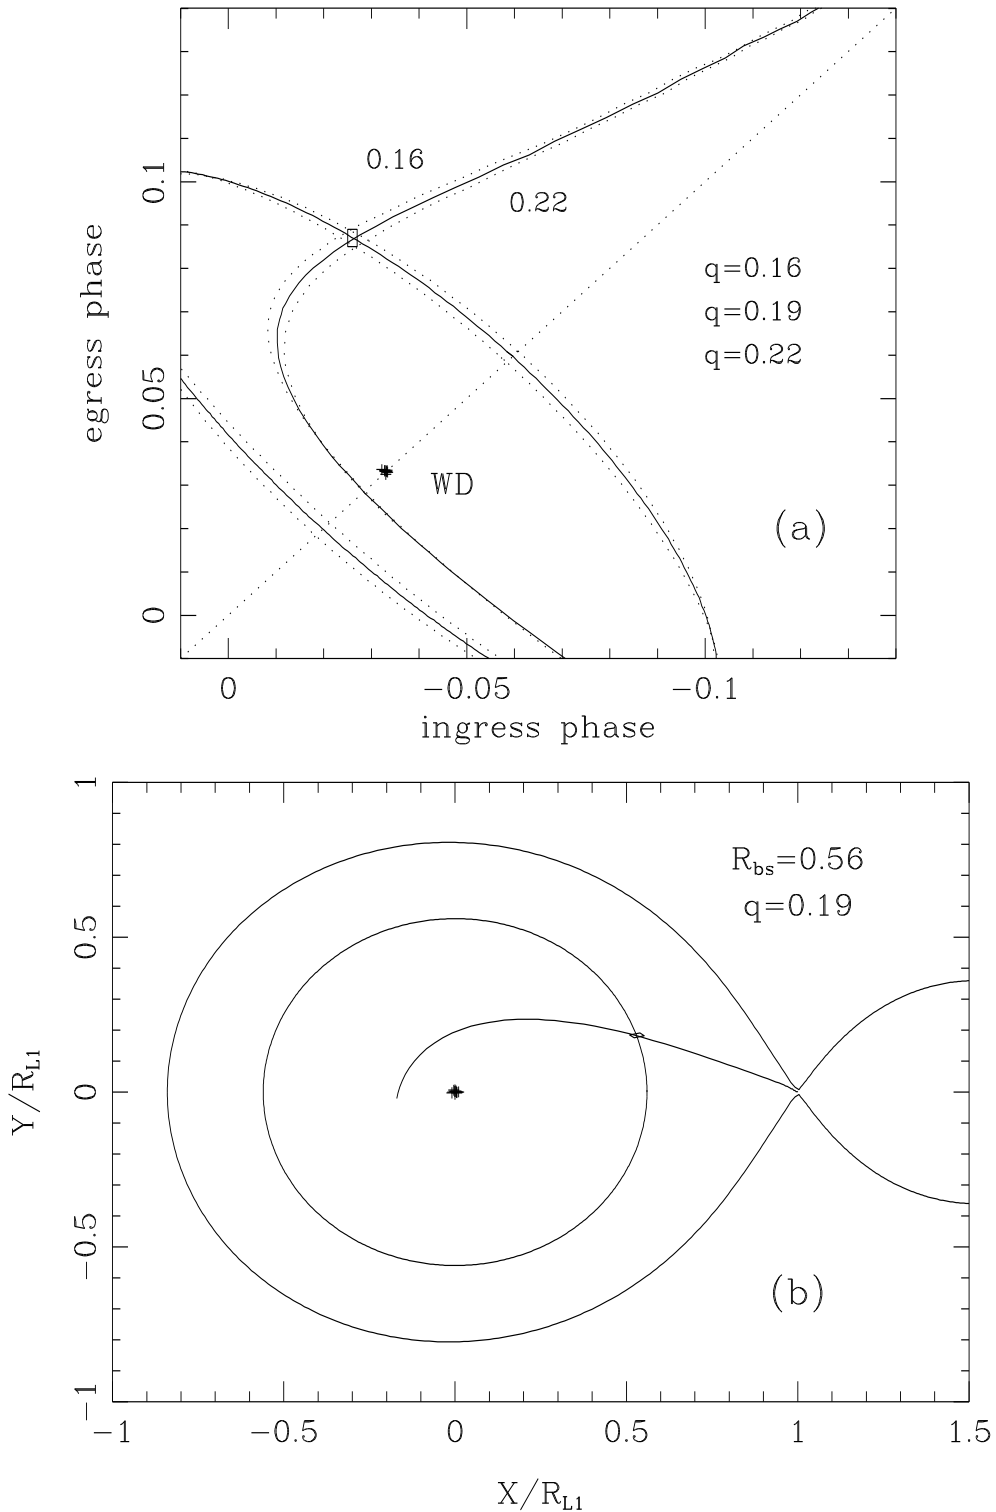 0.16
0.22
q=0.16
q=0.19
q=0.22
WD
(a)
egress phase
0.1
0.05
0
0 −0.05 −0.1
ingress phase
R_bs=0.56
q=0.19
(b)
Y/R_L1
1
0.5
0
−0.5
−1
−1 −0.5 0 0.5 1 1.5
X/R_L1